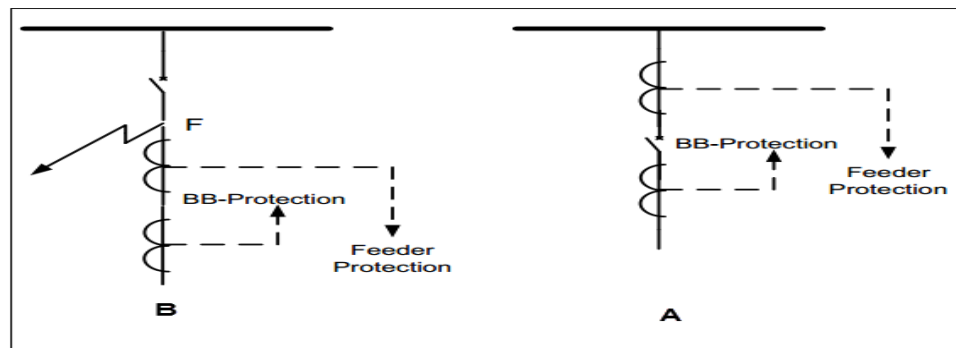 F
BB-Protection
Feeder
Protection
B
BB-Protection
Feeder
Protection
A